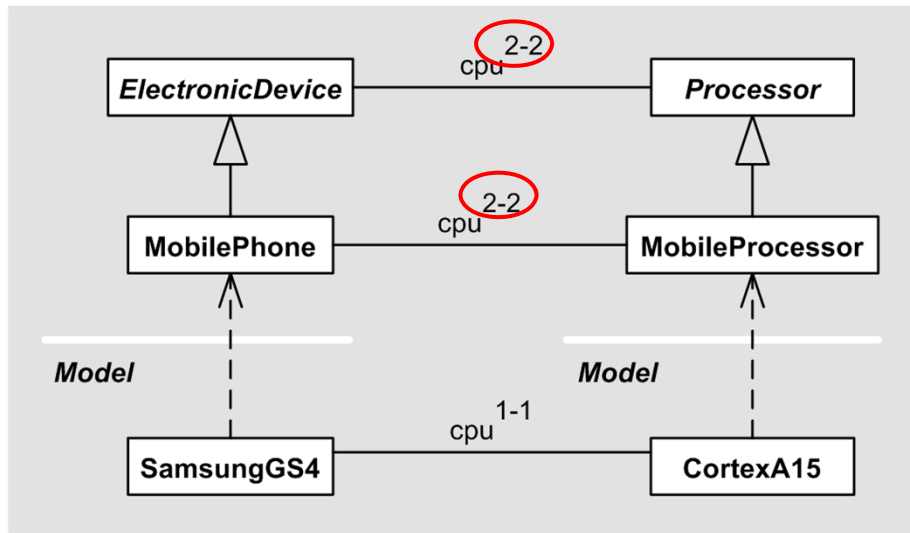 2-2
cpu
ElectronicDevice
Processor
2-2
cpu
MobilePhone
MobileProcessor
Model
Model
1-1
cpu
SamsungGS4
CortexA15